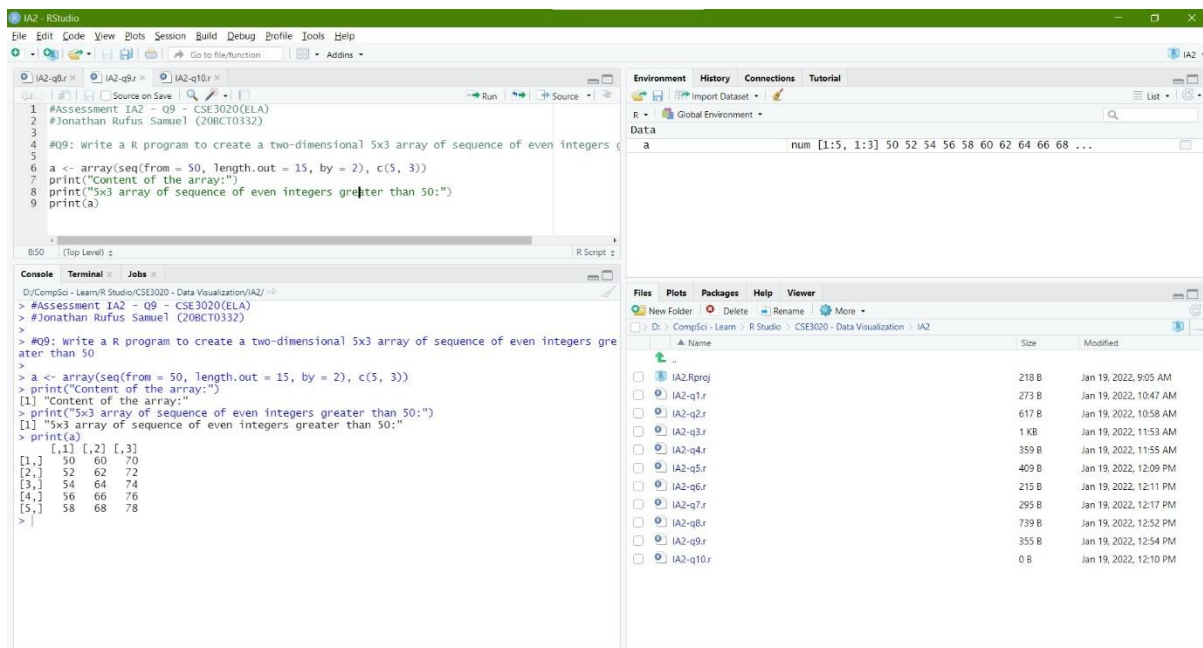 IA2 - RStudio
File Edit Code View Plots Session Build Debug Profile Tools Help
Go to file/function Addins IA2
IA2-q8.r IA2-q9.r IA2-q10.r
Source on Save Run Source
1 #Assessment IA2 - Q9 - CSE3020(ELA)
2 #Jonathan Rufus Samuel (20BCT0332)
3
4 #Q9: Write a R program to create a two-dimensional 5x3 array of sequence of even integers g
5
6 a <- array(seq(from = 50, length.out = 15, by = 2), c(5, 3))
7 print("Content of the array:")
8 print("5x3 array of sequence of even integers greater than 50:")
9 print(a)
8:50 (Top Level) R Script
Console Terminal Jobs
D:/CompSci - Learn/R Studio/CSE3020 - Data Visualization/IA2/
> #Assessment IA2 - Q9 - CSE3020(ELA)
> #Jonathan Rufus Samuel (20BCT0332)
>
> #Q9: Write a R program to create a two-dimensional 5x3 array of sequence of even integers gre
ater than 50
>
> a <- array(seq(from = 50, length.out = 15, by = 2), c(5, 3))
> print("Content of the array:")
[1] "Content of the array:"
> print("5x3 array of sequence of even integers greater than 50:")
[1] "5x3 array of sequence of even integers greater than 50:"
> print(a)
[,1] [,2] [,3]
[1,] 50 60 70
[2,] 52 62 72
[3,] 54 64 74
[4,] 56 66 76
[5,] 58 68 78
>
Environment History Connections Tutorial
Import Dataset List
R Global Environment
Data
a num [1:5, 1:3] 50 52 54 56 58 60 62 64 66 68 ...
Files Plots Packages Help Viewer
New Folder Delete Rename More
D: > CompSci - Learn > R Studio > CSE3020 - Data Visualization > IA2
Name Size Modified
..
IA2.Rproj 218 B Jan 19, 2022, 9:05 AM
IA2-q1.r 273 B Jan 19, 2022, 10:47 AM
IA2-q2.r 617 B Jan 19, 2022, 10:58 AM
IA2-q3.r 1 KB Jan 19, 2022, 11:53 AM
IA2-q4.r 359 B Jan 19, 2022, 11:55 AM
IA2-q5.r 409 B Jan 19, 2022, 12:09 PM
IA2-q6.r 215 B Jan 19, 2022, 12:11 PM
IA2-q7.r 295 B Jan 19, 2022, 12:17 PM
IA2-q8.r 739 B Jan 19, 2022, 12:52 PM
IA2-q9.r 355 B Jan 19, 2022, 12:54 PM
IA2-q10.r 0 B Jan 19, 2022, 12:10 PM